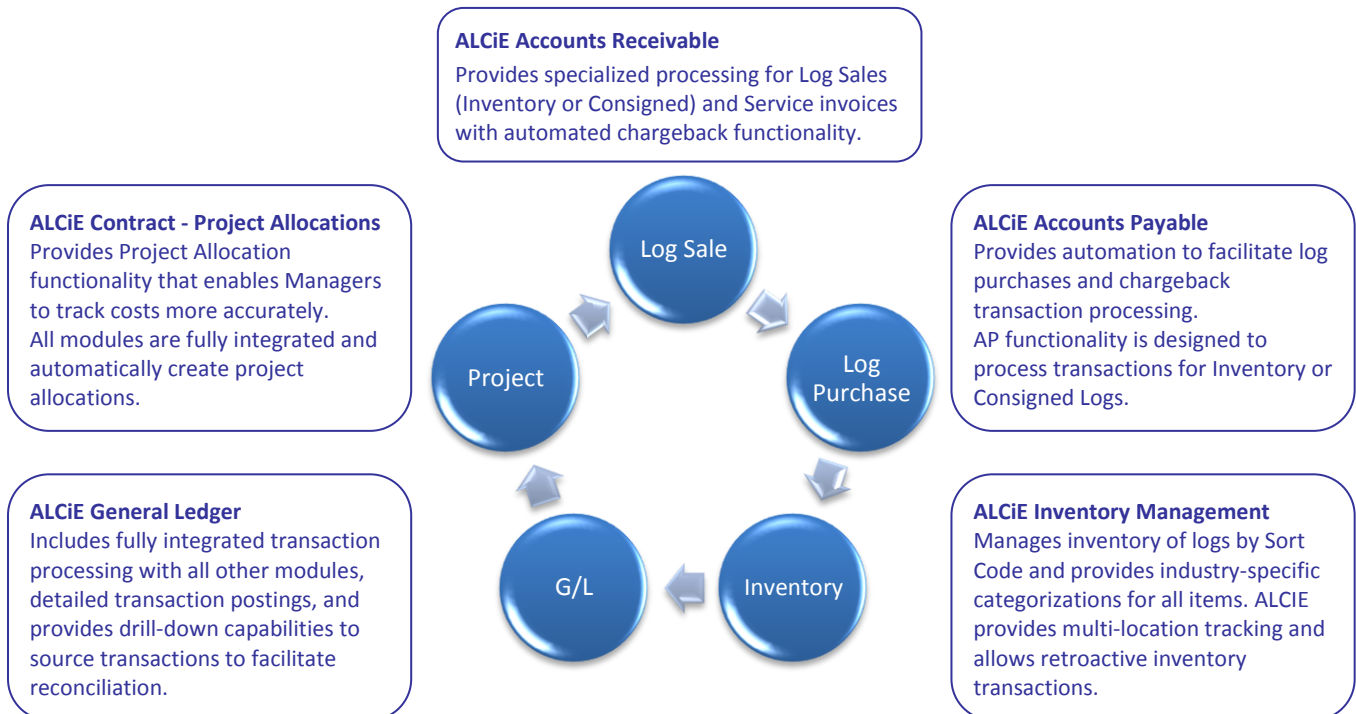 ALCiE Accounts Receivable
Provides specialized processing for Log Sales
(Inventory or Consigned) and Service invoices
with automated chargeback functionality.
ALCiE Contract - Project Allocations
Provides Project Allocation
functionality that enables Managers
to track costs more accurately.
All modules are fully integrated and
automatically create project
allocations.
Log Sale
Project
Log
Purchase
ALCiE Accounts Payable
Provides automation to facilitate log
purchases and chargeback
transaction processing.
AP functionality is designed to
process transactions for Inventory or
Consigned Logs.
ALCiE General Ledger
Includes fully integrated transaction
processing with all other modules,
detailed transaction postings, and
provides drill-down capabilities to
source transactions to facilitate
reconciliation.
G/L
Inventory
ALCiE Inventory Management
Manages inventory of logs by Sort
Code and provides industry-specific
categorizations for all items. ALCIE
provides multi-location tracking and
allows retroactive inventory
transactions.